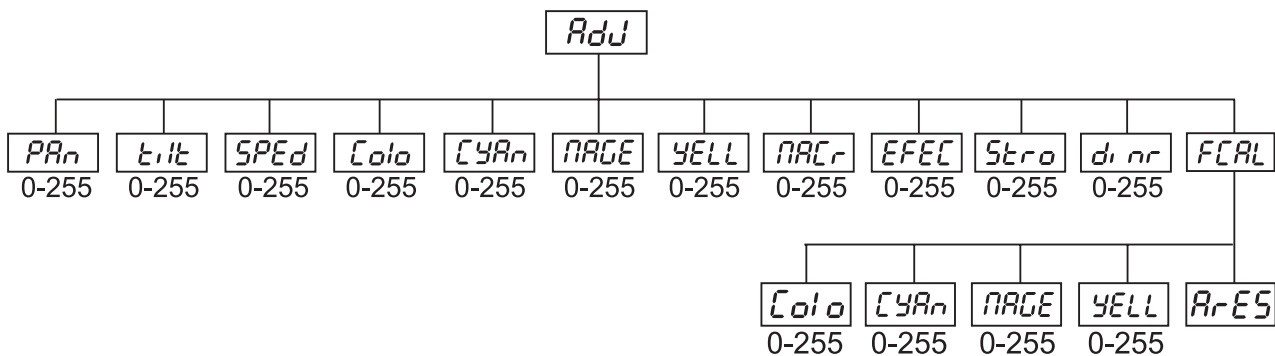 AdJ
PAn tilt SPEd Colo CYAn MAGE YELL MACr EFEC Stro dimr FCAL
0-255 0-255 0-255 0-255 0-255 0-255 0-255 0-255 0-255 0-255 0-255
Colo CYAn MAGE YELL ArES
0-255 0-255 0-255 0-255